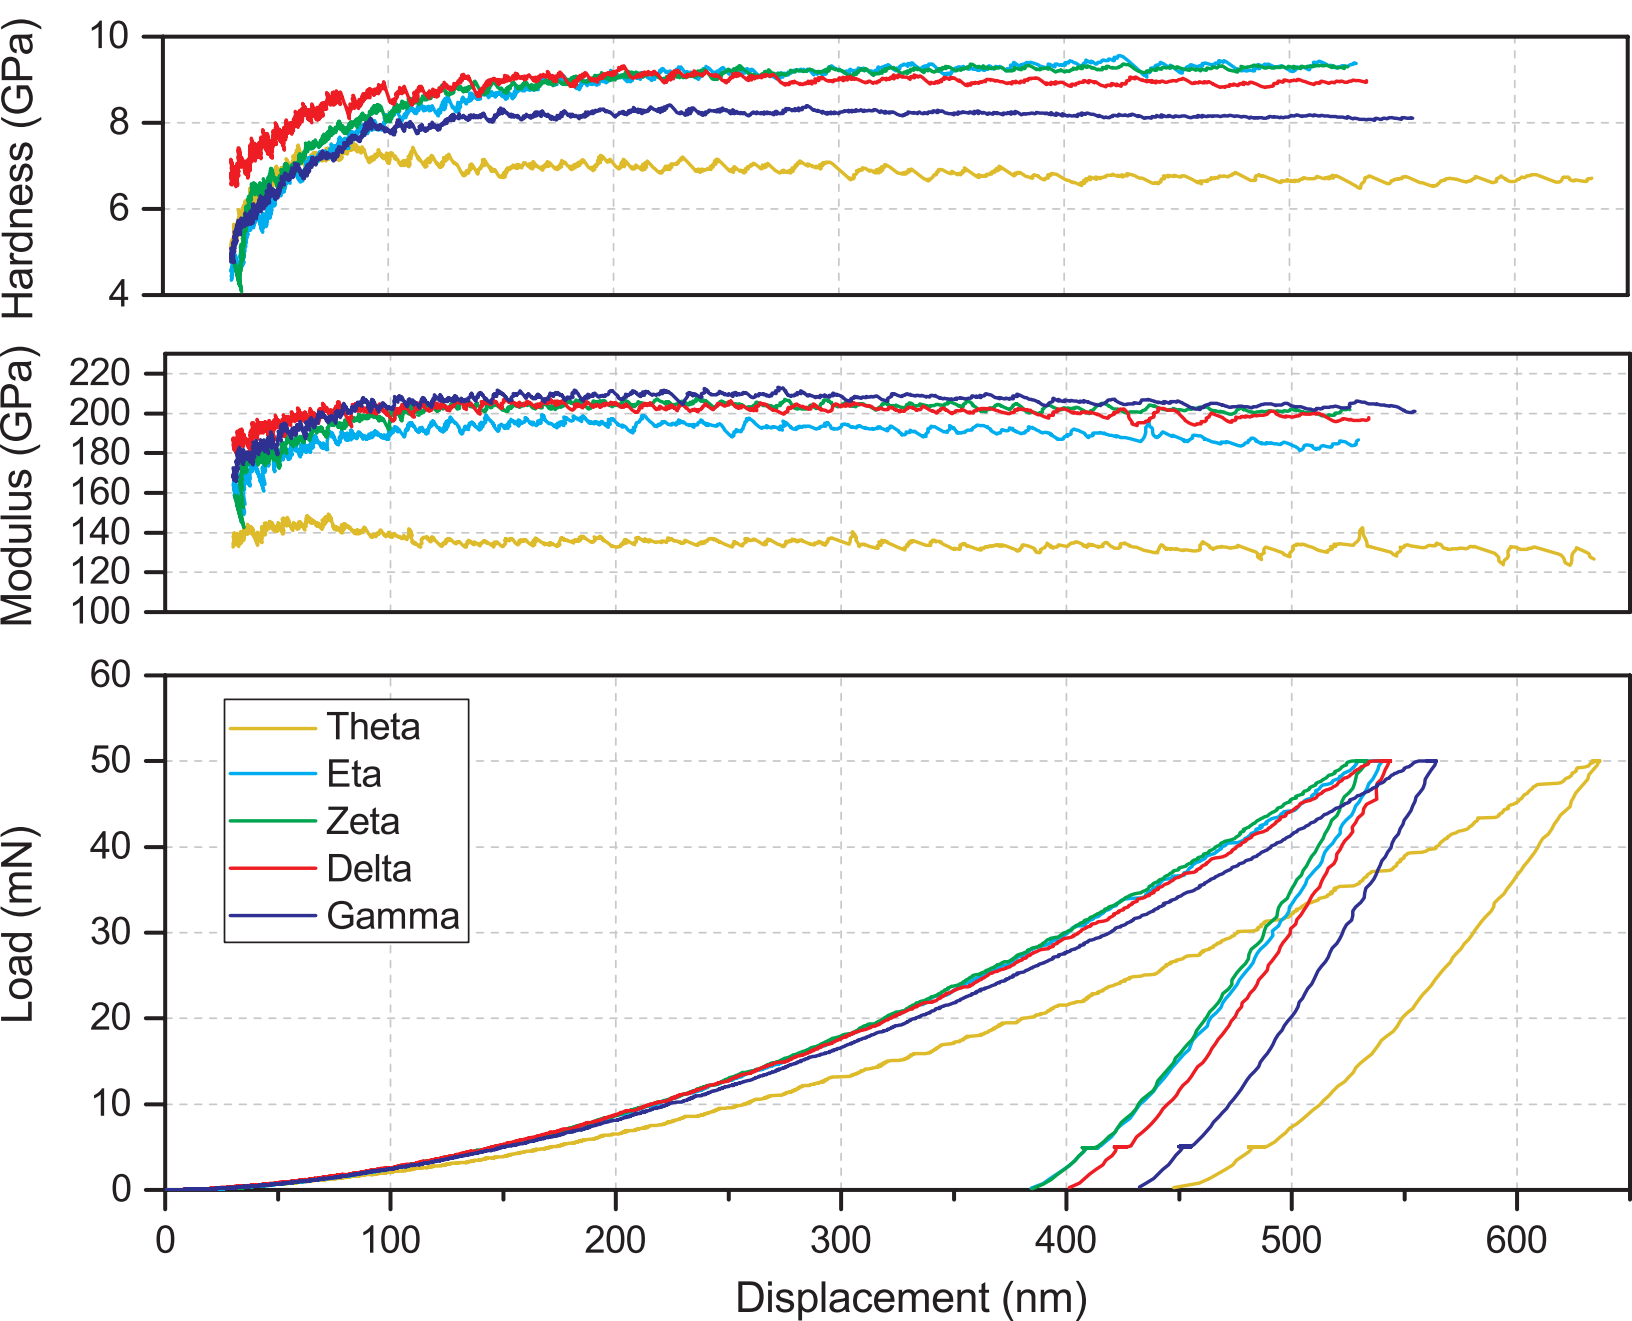 Hardness (GPa)
10
8
6
4
Modulus (GPa)
220
200
180
160
140
120
100
Load (mN)
60
50
40
30
20
10
0
Theta
Eta
Zeta
Delta
Gamma
0 100 200 300 400 500 600
Displacement (nm)